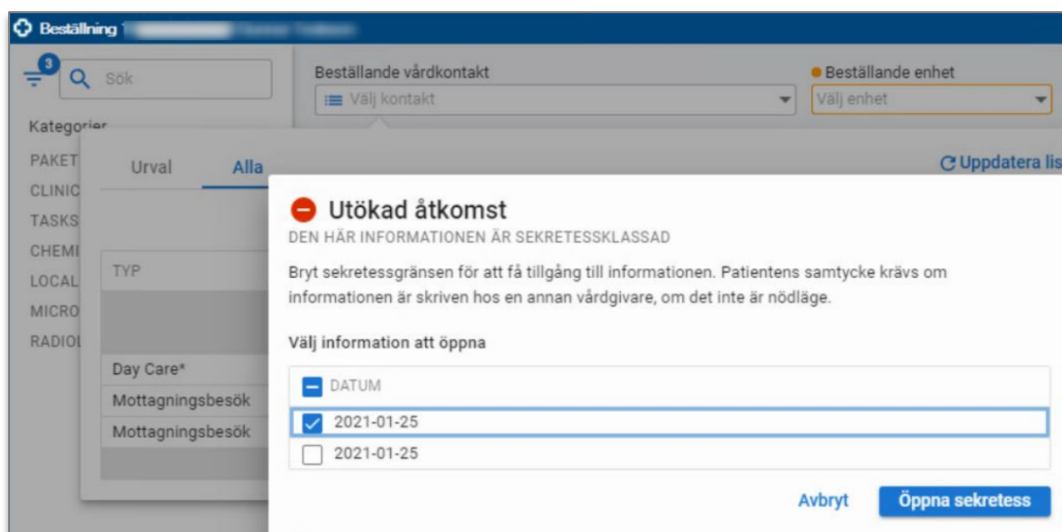 Beställning
3
Sök
Beställande vårdkontakt
Beställande enhet
Välj kontakt
Välj enhet
Kategorier
PAKET
CLINIC
TASKS
CHEMI
LOCAL
MICRO
RADIOL
Urval
Alla
Uppdatera lis
TYP
Day Care*
Mottagningsbesök
Mottagningsbesök
Utökad åtkomst
DEN HÄR INFORMATIONEN ÄR SEKRETESSKLASSAD
Bryt sekretessgränsen för att få tillgång till informationen. Patientens samtycke krävs om
informationen är skriven hos en annan vårdgivare, om det inte är nödläge.
Välj information att öppna
DATUM
2021-01-25
2021-01-25
Avbryt
Öppna sekretess